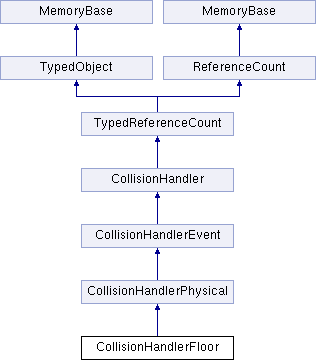 MemoryBase MemoryBase
TypedObject ReferenceCount
TypedReferenceCount
CollisionHandler
CollisionHandlerEvent
CollisionHandlerPhysical
CollisionHandlerFloor